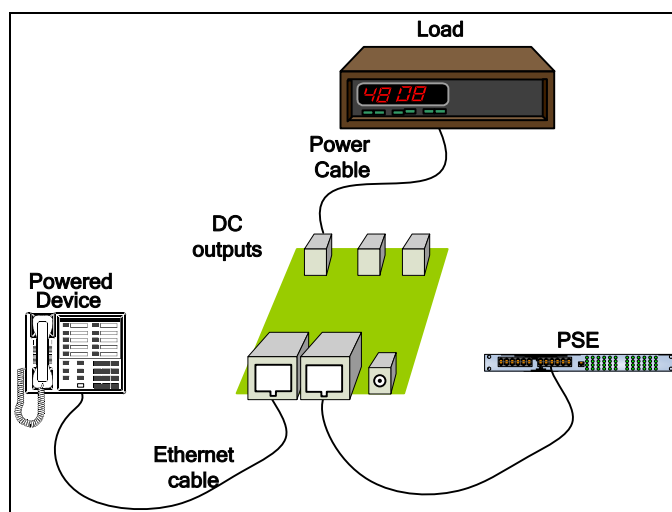 Load
48 08
Power
Cable
DC
outputs
Powered
Device
PSE
Ethernet
cable